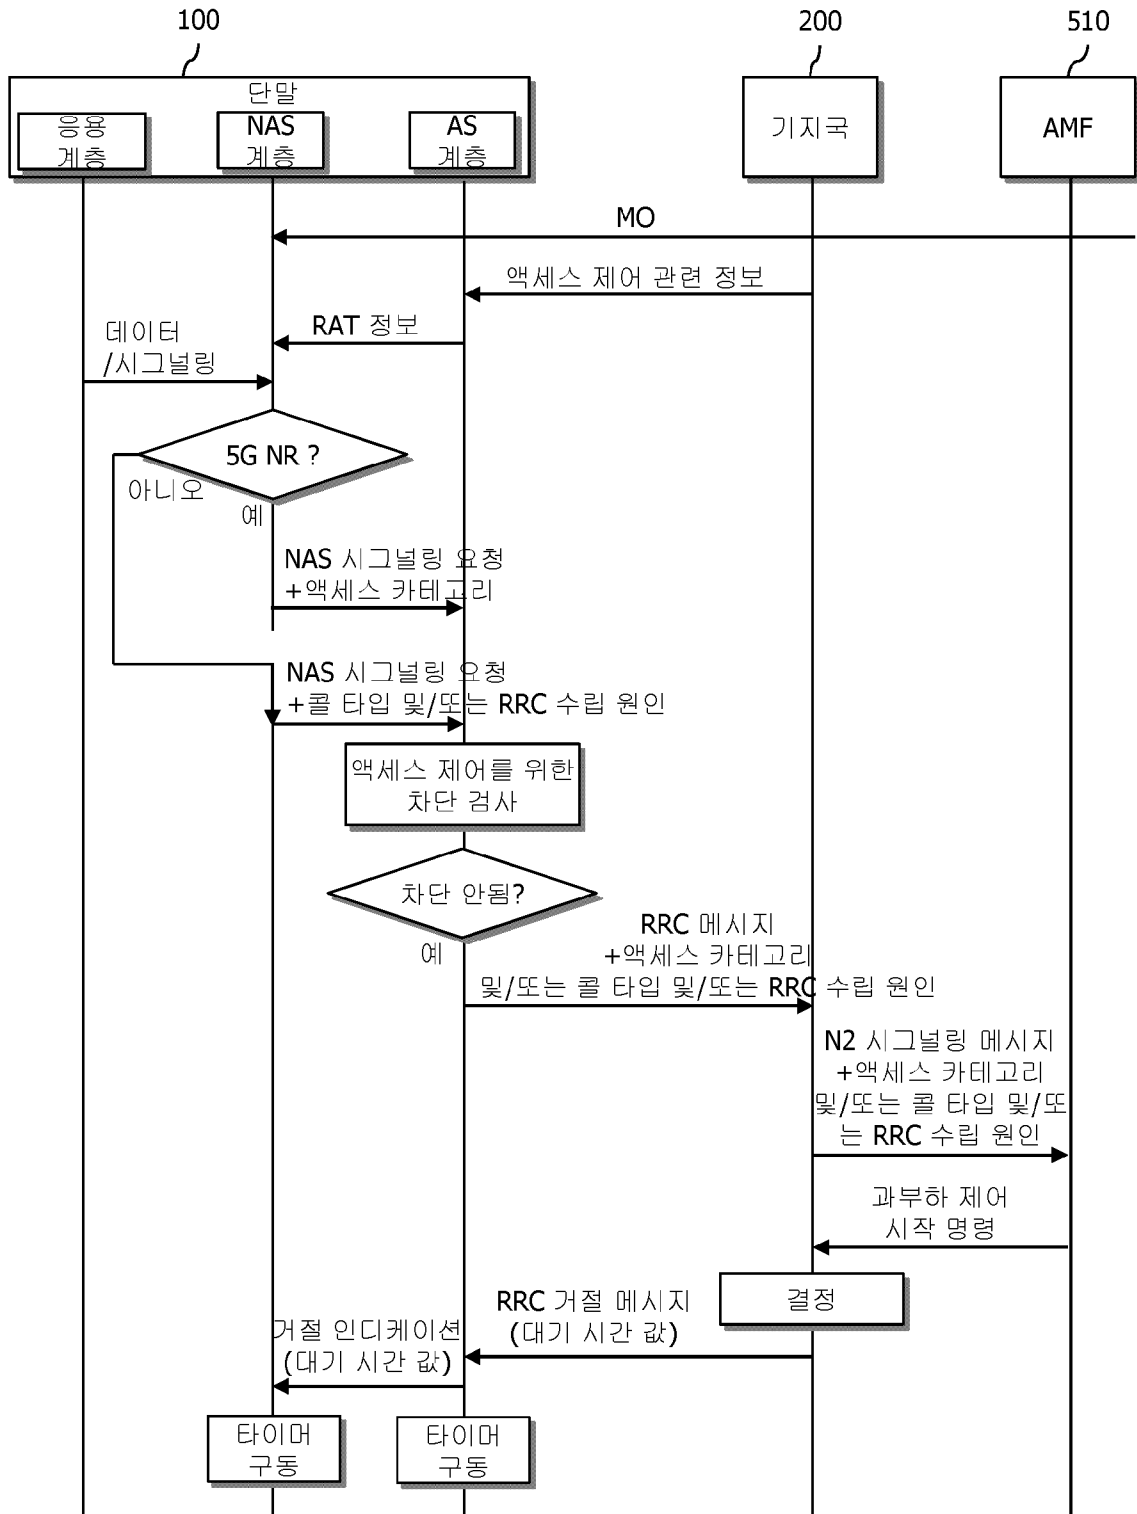 100
200
510
단말
응용
계층
NAS
계층
AS
계층
기지국
AMF
MO
액세스 제어 관련 정보
RAT 정보
데이터
/시그널링
5G NR ?
아니오
예
NAS 시그널링 요청
+액세스 카테고리
NAS 시그널링 요청
+콜 타입 및/또는 RRC 수립 원인
액세스 제어를 위한
차단 검사
차단 안됨?
예
RRC 메시지
+액세스 카테고리
및/또는 콜 타입 및/또는 RRC 수립 원인
N2 시그널링 메시지
+액세스 카테고리
및/또는 콜 타입 및/또
는 RRC 수립 원인
과부하 제어
시작 명령
결정
RRC 거절 메시지
(대기 시간 값)
거절 인디케이션
(대기 시간 값)
타이머
구동
타이머
구동